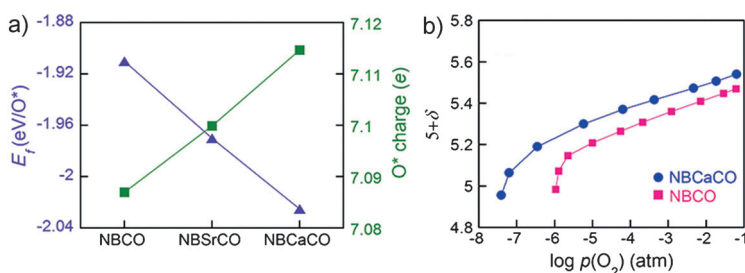 a)
-1.88
-1.92
-1.96
-2
-2.04
E_f (eV/O*)
7.12
7.11
7.1
7.09
7.08
O* charge (e)
NBCO NBSrCO NBCaCO
b)
5.8
5.6
5.4
5.2
5
4.8
5+δ
NBCaCO
NBCO
-8 -7 -6 -5 -4 -3 -2 -1
log p(O₂) (atm)